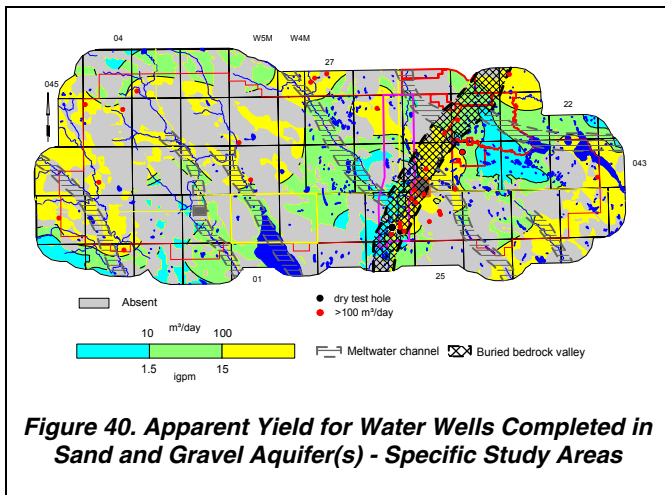 04
W5M W4M
27
045
22
043
01
25
Absent
dry test hole
>100 m³/day
10 m³/day 100
1.5 igpm 15
Meltwater channel
Buried bedrock valley
Figure 40. Apparent Yield for Water Wells Completed in
Sand and Gravel Aquifer(s) - Specific Study Areas